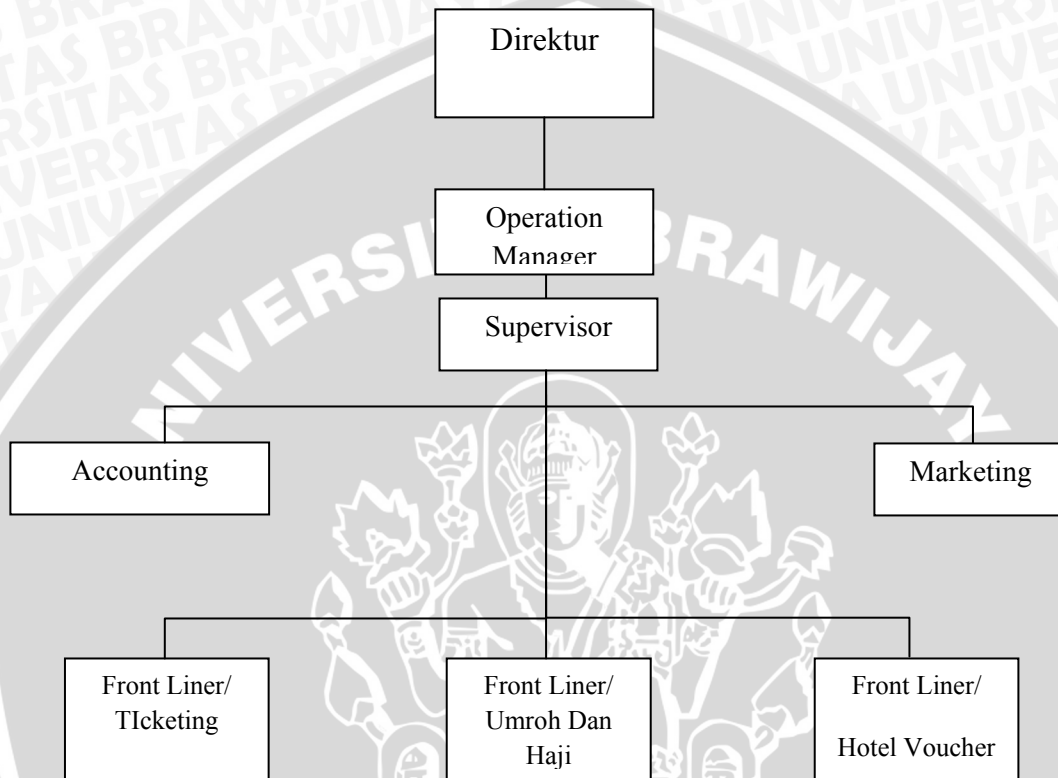 Direktur
Operation
Manager
Supervisor
Accounting
Marketing
Front Liner/
TIcketing
Front Liner/
Umroh Dan
Haji
Front Liner/
Hotel Voucher